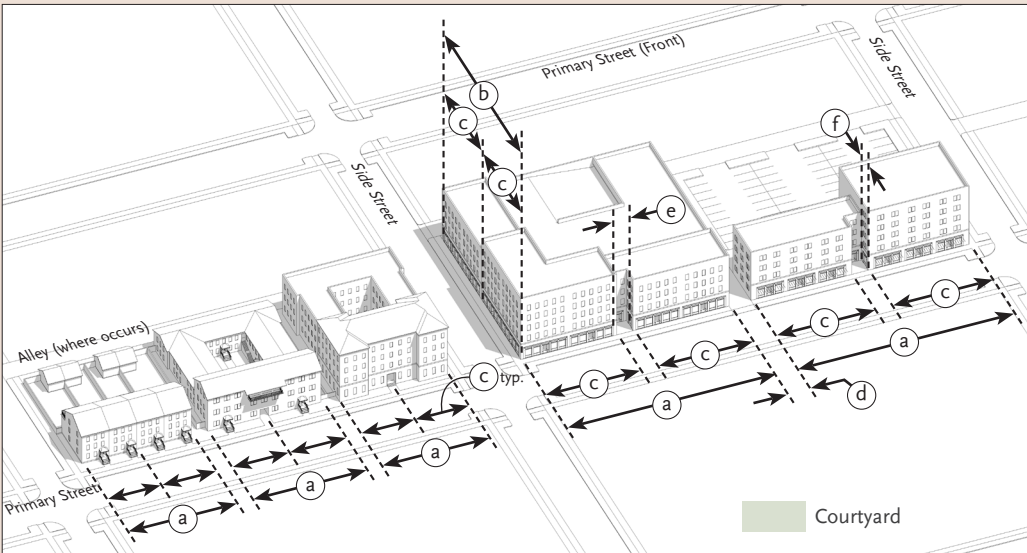 Primary Street (Front)
Side Street
b
c
f
c
Side Street
e
Alley (where occurs)
c
c
a
c typ.
c
c
d
a
a
a
Primary Street
a
Courtyard